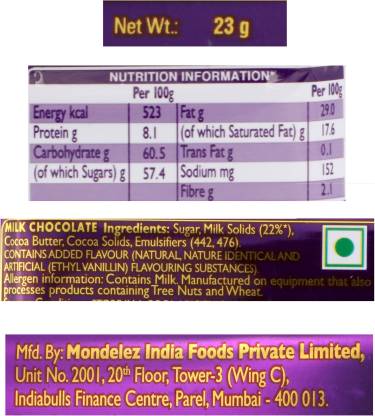 Net Wt.: 23 g
NUTRITION INFORMATION*
Per 100g Per 100g
Energy kcal 523 Fat g 29.0
Protein g 8.1 (of which Saturated Fat) g 17.6
Carbohydrate g 60.5 Trans Fat g 0.1
(of which Sugars) g 57.4 Sodium mg 152
Fibre g 2.1
MILK CHOCOLATE Ingredients: Sugar, Milk Solids (22%*),
Cocoa Butter, Cocoa Solids, Emulsifiers (442, 476).
CONTAINS ADDED FLAVOUR (NATURAL, NATURE IDENTICAL AND
ARTIFICIAL (ETHYL VANILLIN) FLAVOURING SUBSTANCES).
Allergen information: Contains Milk. Manufactured on equipment that also
processes products containing Tree Nuts and Wheat.
Mfd. By: Mondelez India Foods Private Limited,
Unit No. 2001, 20th Floor, Tower-3 (Wing C),
Indiabulls Finance Centre, Parel, Mumbai - 400 013.